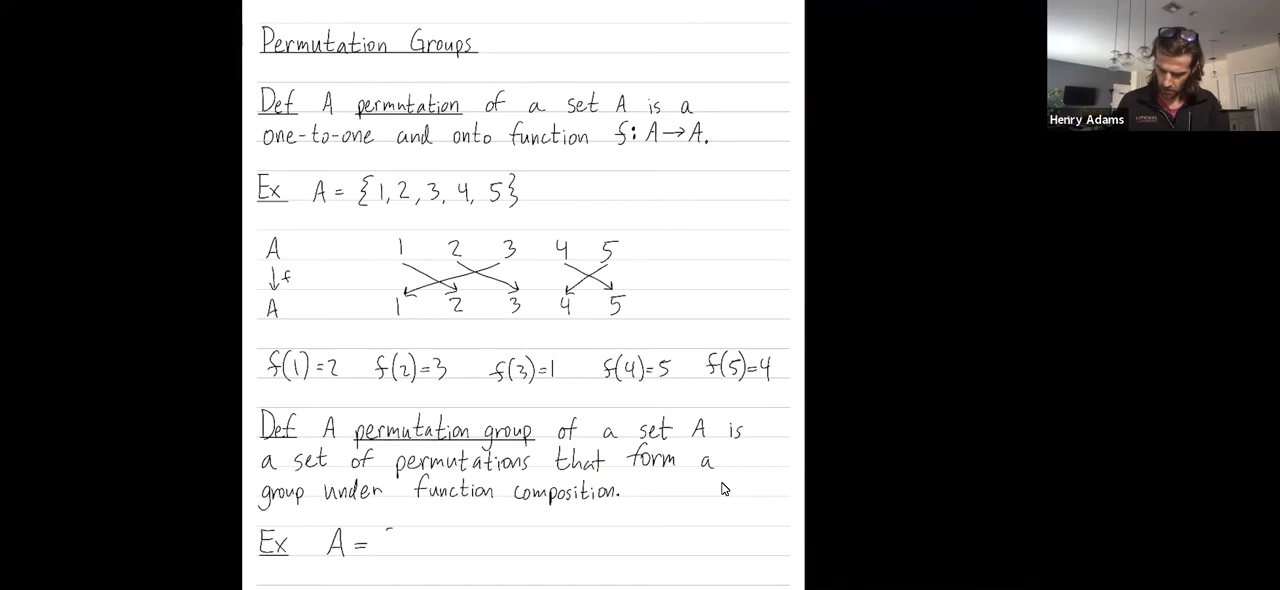 Permutation Groups
Def A permutation of a set A is a
one-to-one and onto function f: A→A.
Ex A = {1, 2, 3, 4, 5}
A 1 2 3 4 5
↓f
A 1 2 3 4 5
f(1)=2 f(2)=3 f(3)=1 f(4)=5 f(5)=4
Def A permutation group of a set A is
a set of permutations that form a
group under function composition.
Ex A =
Henry Adams